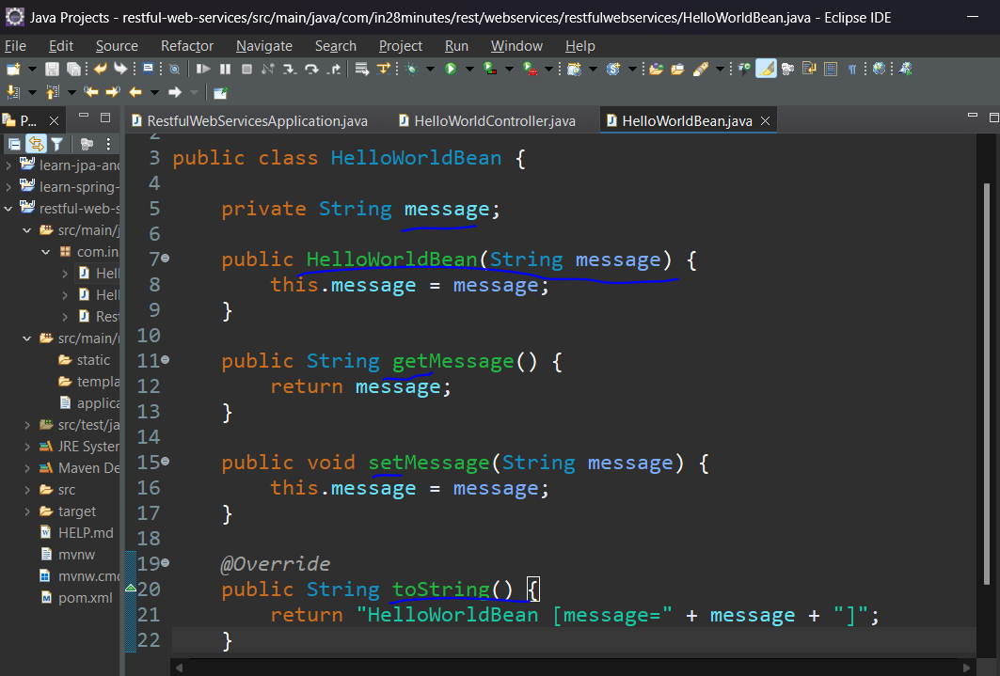 Java Projects - restful-web-services/src/main/java/com/in28minutes/rest/webservices/restfulwebservices/HelloWorldBean.java - Eclipse IDE
File Edit Source Refactor Navigate Search Project Run Window Help
P... RestfulWebServicesApplication.java HelloWorldController.java HelloWorldBean.java
learn-jpa-and
learn-spring-
restful-web-s
src/main/j
com.in
Hell
Hell
Rest
src/main/r
static
templa
applica
src/test/ja
JRE System
Maven De
src
target
HELP.md
mvnw
mvnw.cmd
pom.xml
2
3 public class HelloWorldBean {
4
5 private String message;
6
7 public HelloWorldBean(String message) {
8 this.message = message;
9 }
10
11 public String getMessage() {
12 return message;
13 }
14
15 public void setMessage(String message) {
16 this.message = message;
17 }
18
19 @Override
20 public String toString() {
21 return "HelloWorldBean [message=" + message + "]";
22 }